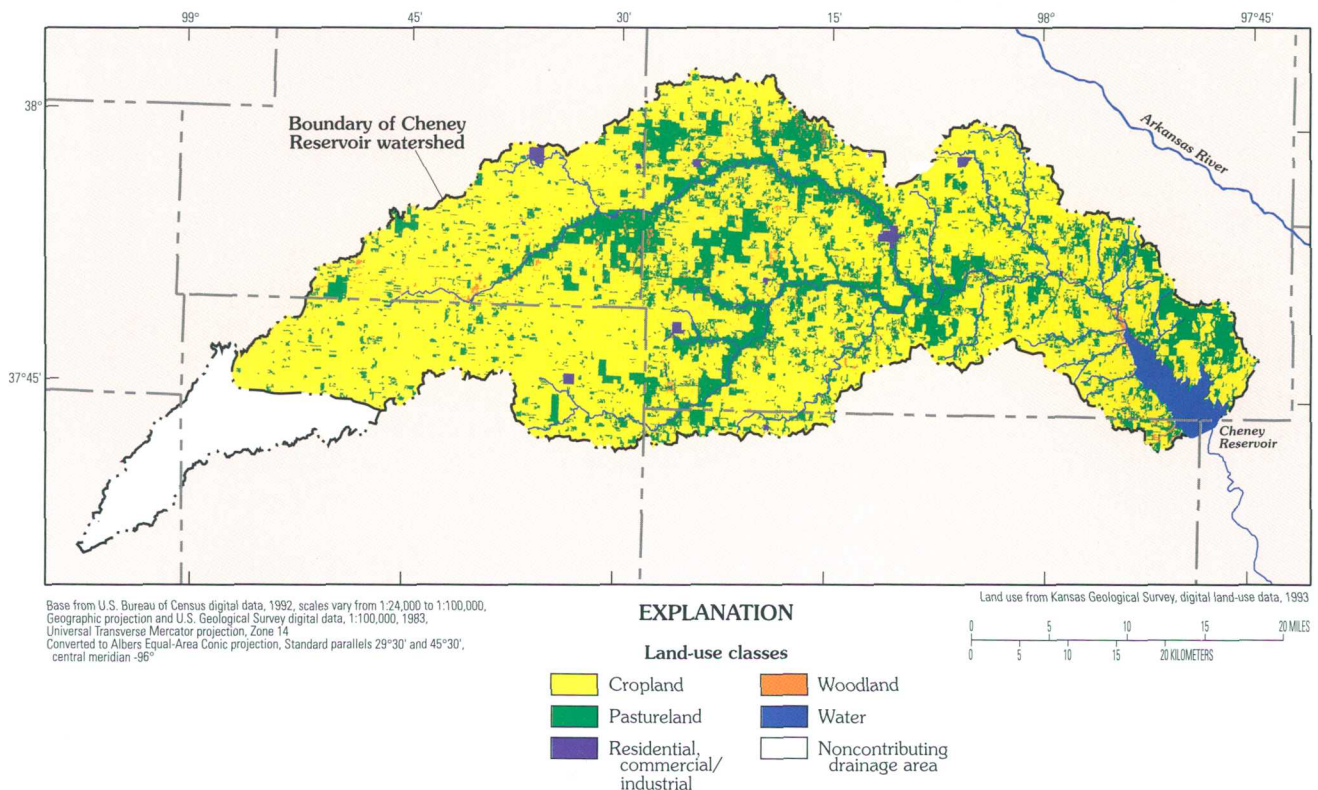 99°
45'
30'
15'
98°
97°45'
38°
37°45'
Boundary of Cheney
Reservoir watershed
Arkansas River
Cheney
Reservoir
Base from U.S. Bureau of Census digital data, 1992, scales vary from 1:24,000 to 1:100,000,
Geographic projection and U.S. Geological Survey digital data, 1:100,000, 1983,
Universal Transverse Mercator projection, Zone 14
Converted to Albers Equal-Area Conic projection, Standard parallels 29°30' and 45°30',
central meridian -96°
Land use from Kansas Geological Survey, digital land-use data, 1993
0 5 10 15 20 MILES
0 5 10 15 20 KILOMETERS
EXPLANATION
Land-use classes
Cropland
Pastureland
Residential,
commercial/
industrial
Woodland
Water
Noncontributing
drainage area